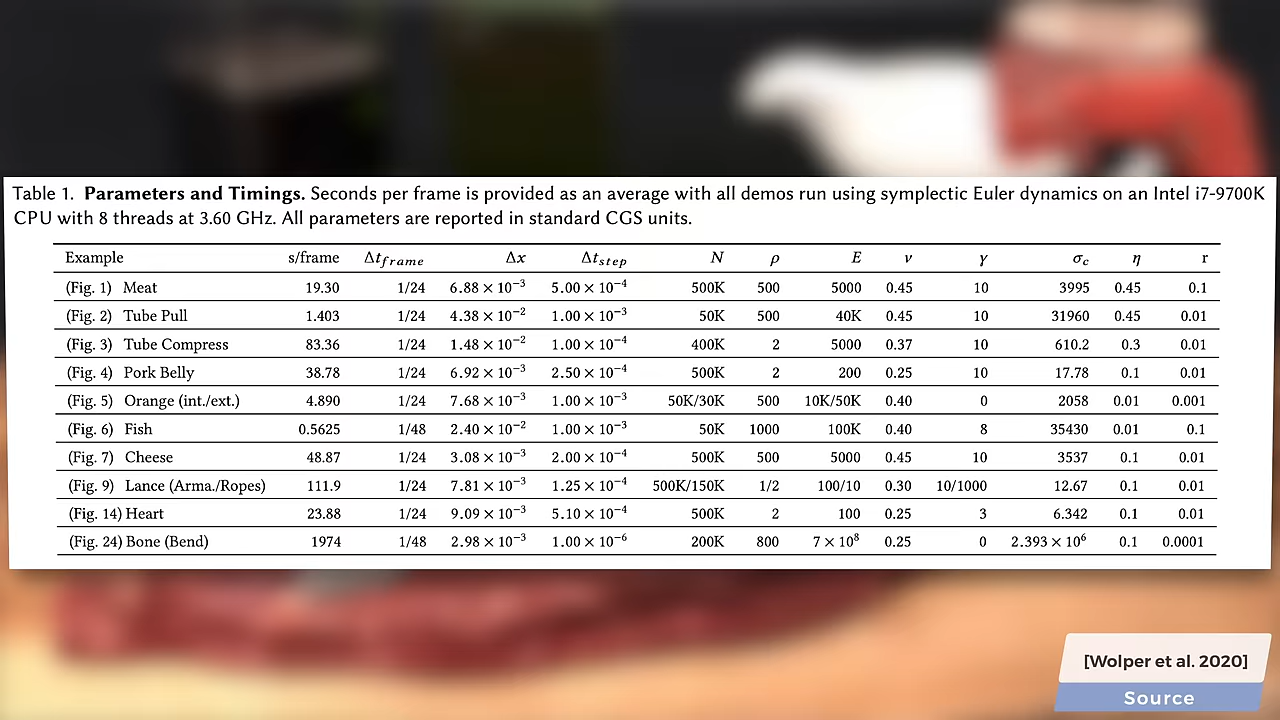 Table 1. Parameters and Timings. Seconds per frame is provided as an average with all demos run using symplectic Euler dynamics on an Intel i7-9700K
CPU with 8 threads at 3.60 GHz. All parameters are reported in standard CGS units.
Example s/frame Δt_frame Δx Δt_step N ρ E ν γ σ_c η r
(Fig. 1) Meat 19.30 1/24 6.88 × 10⁻³ 5.00 × 10⁻⁴ 500K 500 5000 0.45 10 3995 0.45 0.1
(Fig. 2) Tube Pull 1.403 1/24 4.38 × 10⁻² 1.00 × 10⁻³ 50K 500 40K 0.45 10 31960 0.45 0.01
(Fig. 3) Tube Compress 83.36 1/24 1.48 × 10⁻² 1.00 × 10⁻⁴ 400K 2 5000 0.37 10 610.2 0.3 0.01
(Fig. 4) Pork Belly 38.78 1/24 6.92 × 10⁻³ 2.50 × 10⁻⁴ 500K 2 200 0.25 10 17.78 0.1 0.01
(Fig. 5) Orange (int./ext.) 4.890 1/24 7.68 × 10⁻³ 1.00 × 10⁻³ 50K/30K 500 10K/50K 0.40 0 2058 0.01 0.001
(Fig. 6) Fish 0.5625 1/48 2.40 × 10⁻² 1.00 × 10⁻³ 50K 1000 100K 0.40 8 35430 0.01 0.1
(Fig. 7) Cheese 48.87 1/24 3.08 × 10⁻³ 2.00 × 10⁻⁴ 500K 500 5000 0.45 10 3537 0.1 0.01
(Fig. 9) Lance (Arma./Ropes) 111.9 1/24 7.81 × 10⁻³ 1.25 × 10⁻⁴ 500K/150K 1/2 100/10 0.30 10/1000 12.67 0.1 0.01
(Fig. 14) Heart 23.88 1/24 9.09 × 10⁻³ 5.10 × 10⁻⁴ 500K 2 100 0.25 3 6.342 0.1 0.01
(Fig. 24) Bone (Bend) 1974 1/48 2.98 × 10⁻³ 1.00 × 10⁻⁶ 200K 800 7 × 10⁸ 0.25 0 2.393 × 10⁶ 0.1 0.0001
[Wolper et al. 2020]
Source